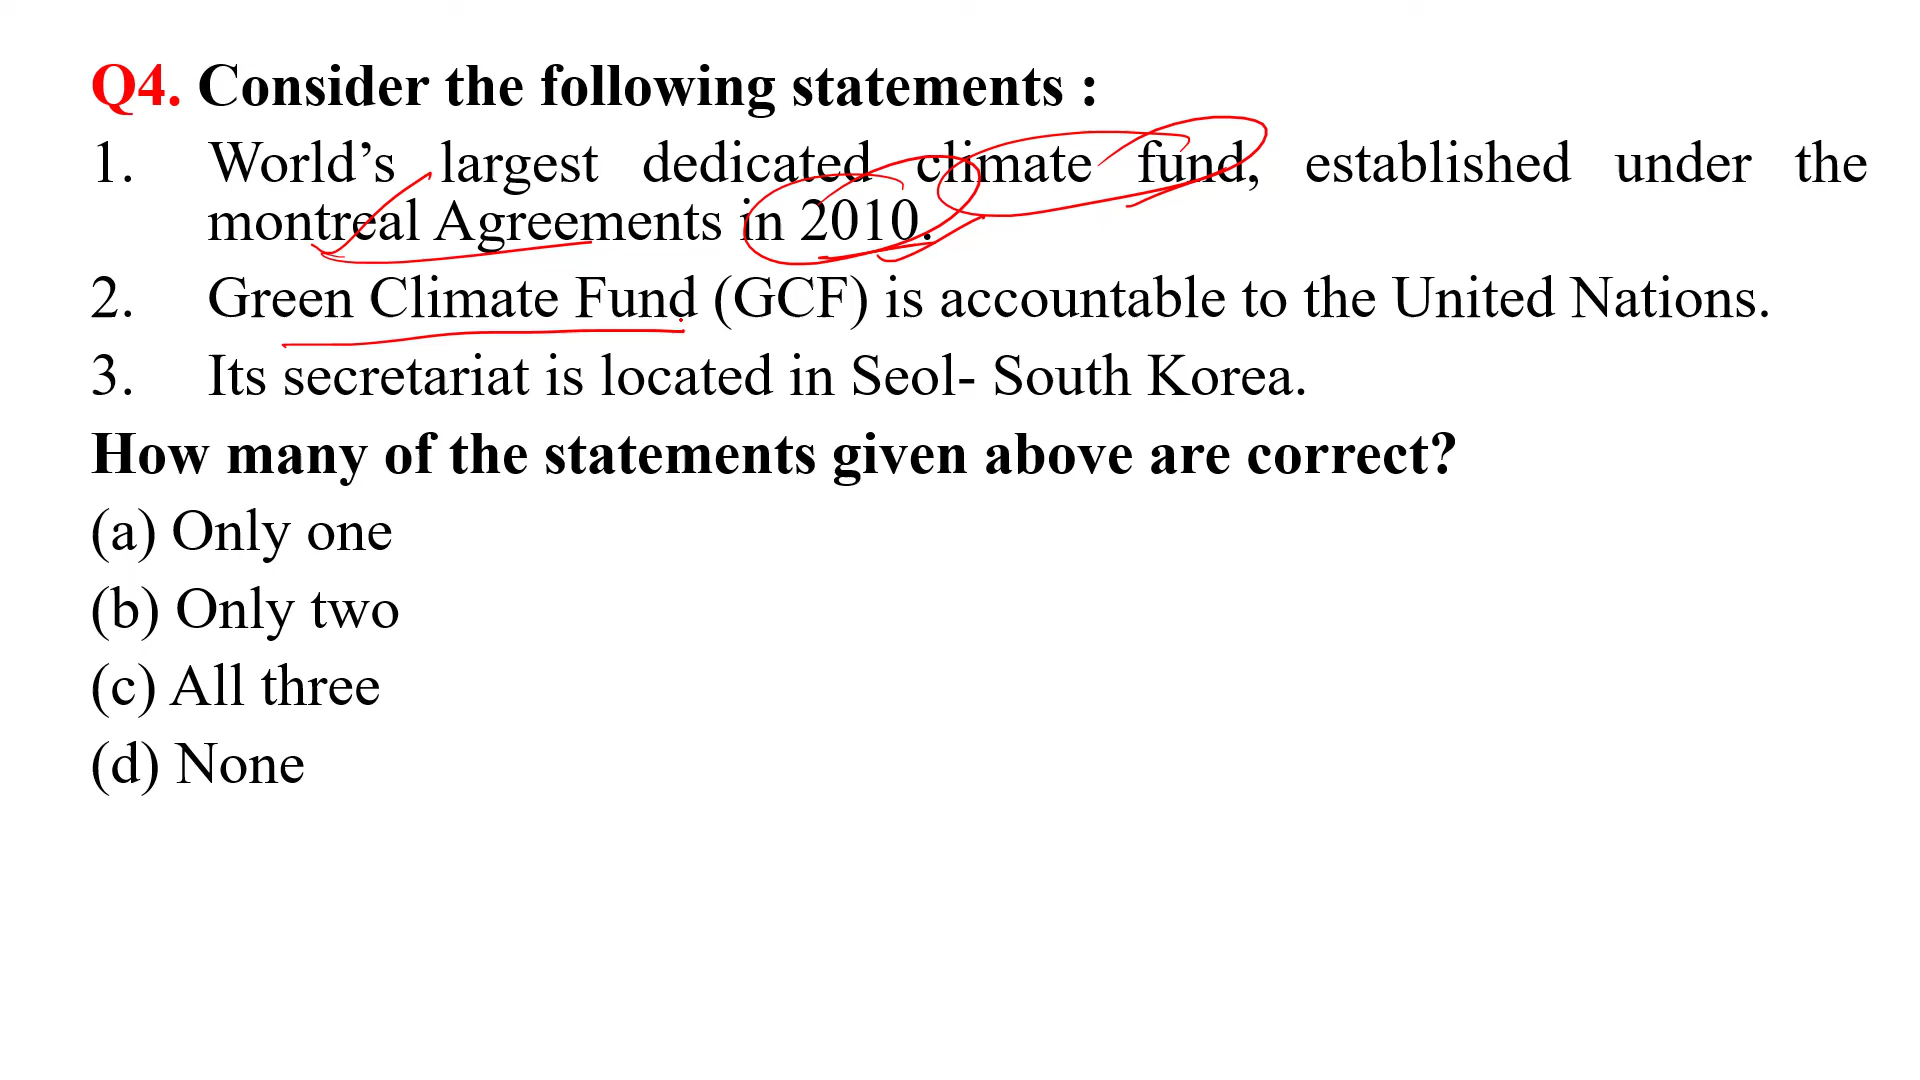 Q4. Consider the following statements :
1. World’s largest dedicated climate fund, established under the
montreal Agreements in 2010.
2. Green Climate Fund (GCF) is accountable to the United Nations.
3. Its secretariat is located in Seol- South Korea.
How many of the statements given above are correct?
(a) Only one
(b) Only two
(c) All three
(d) None